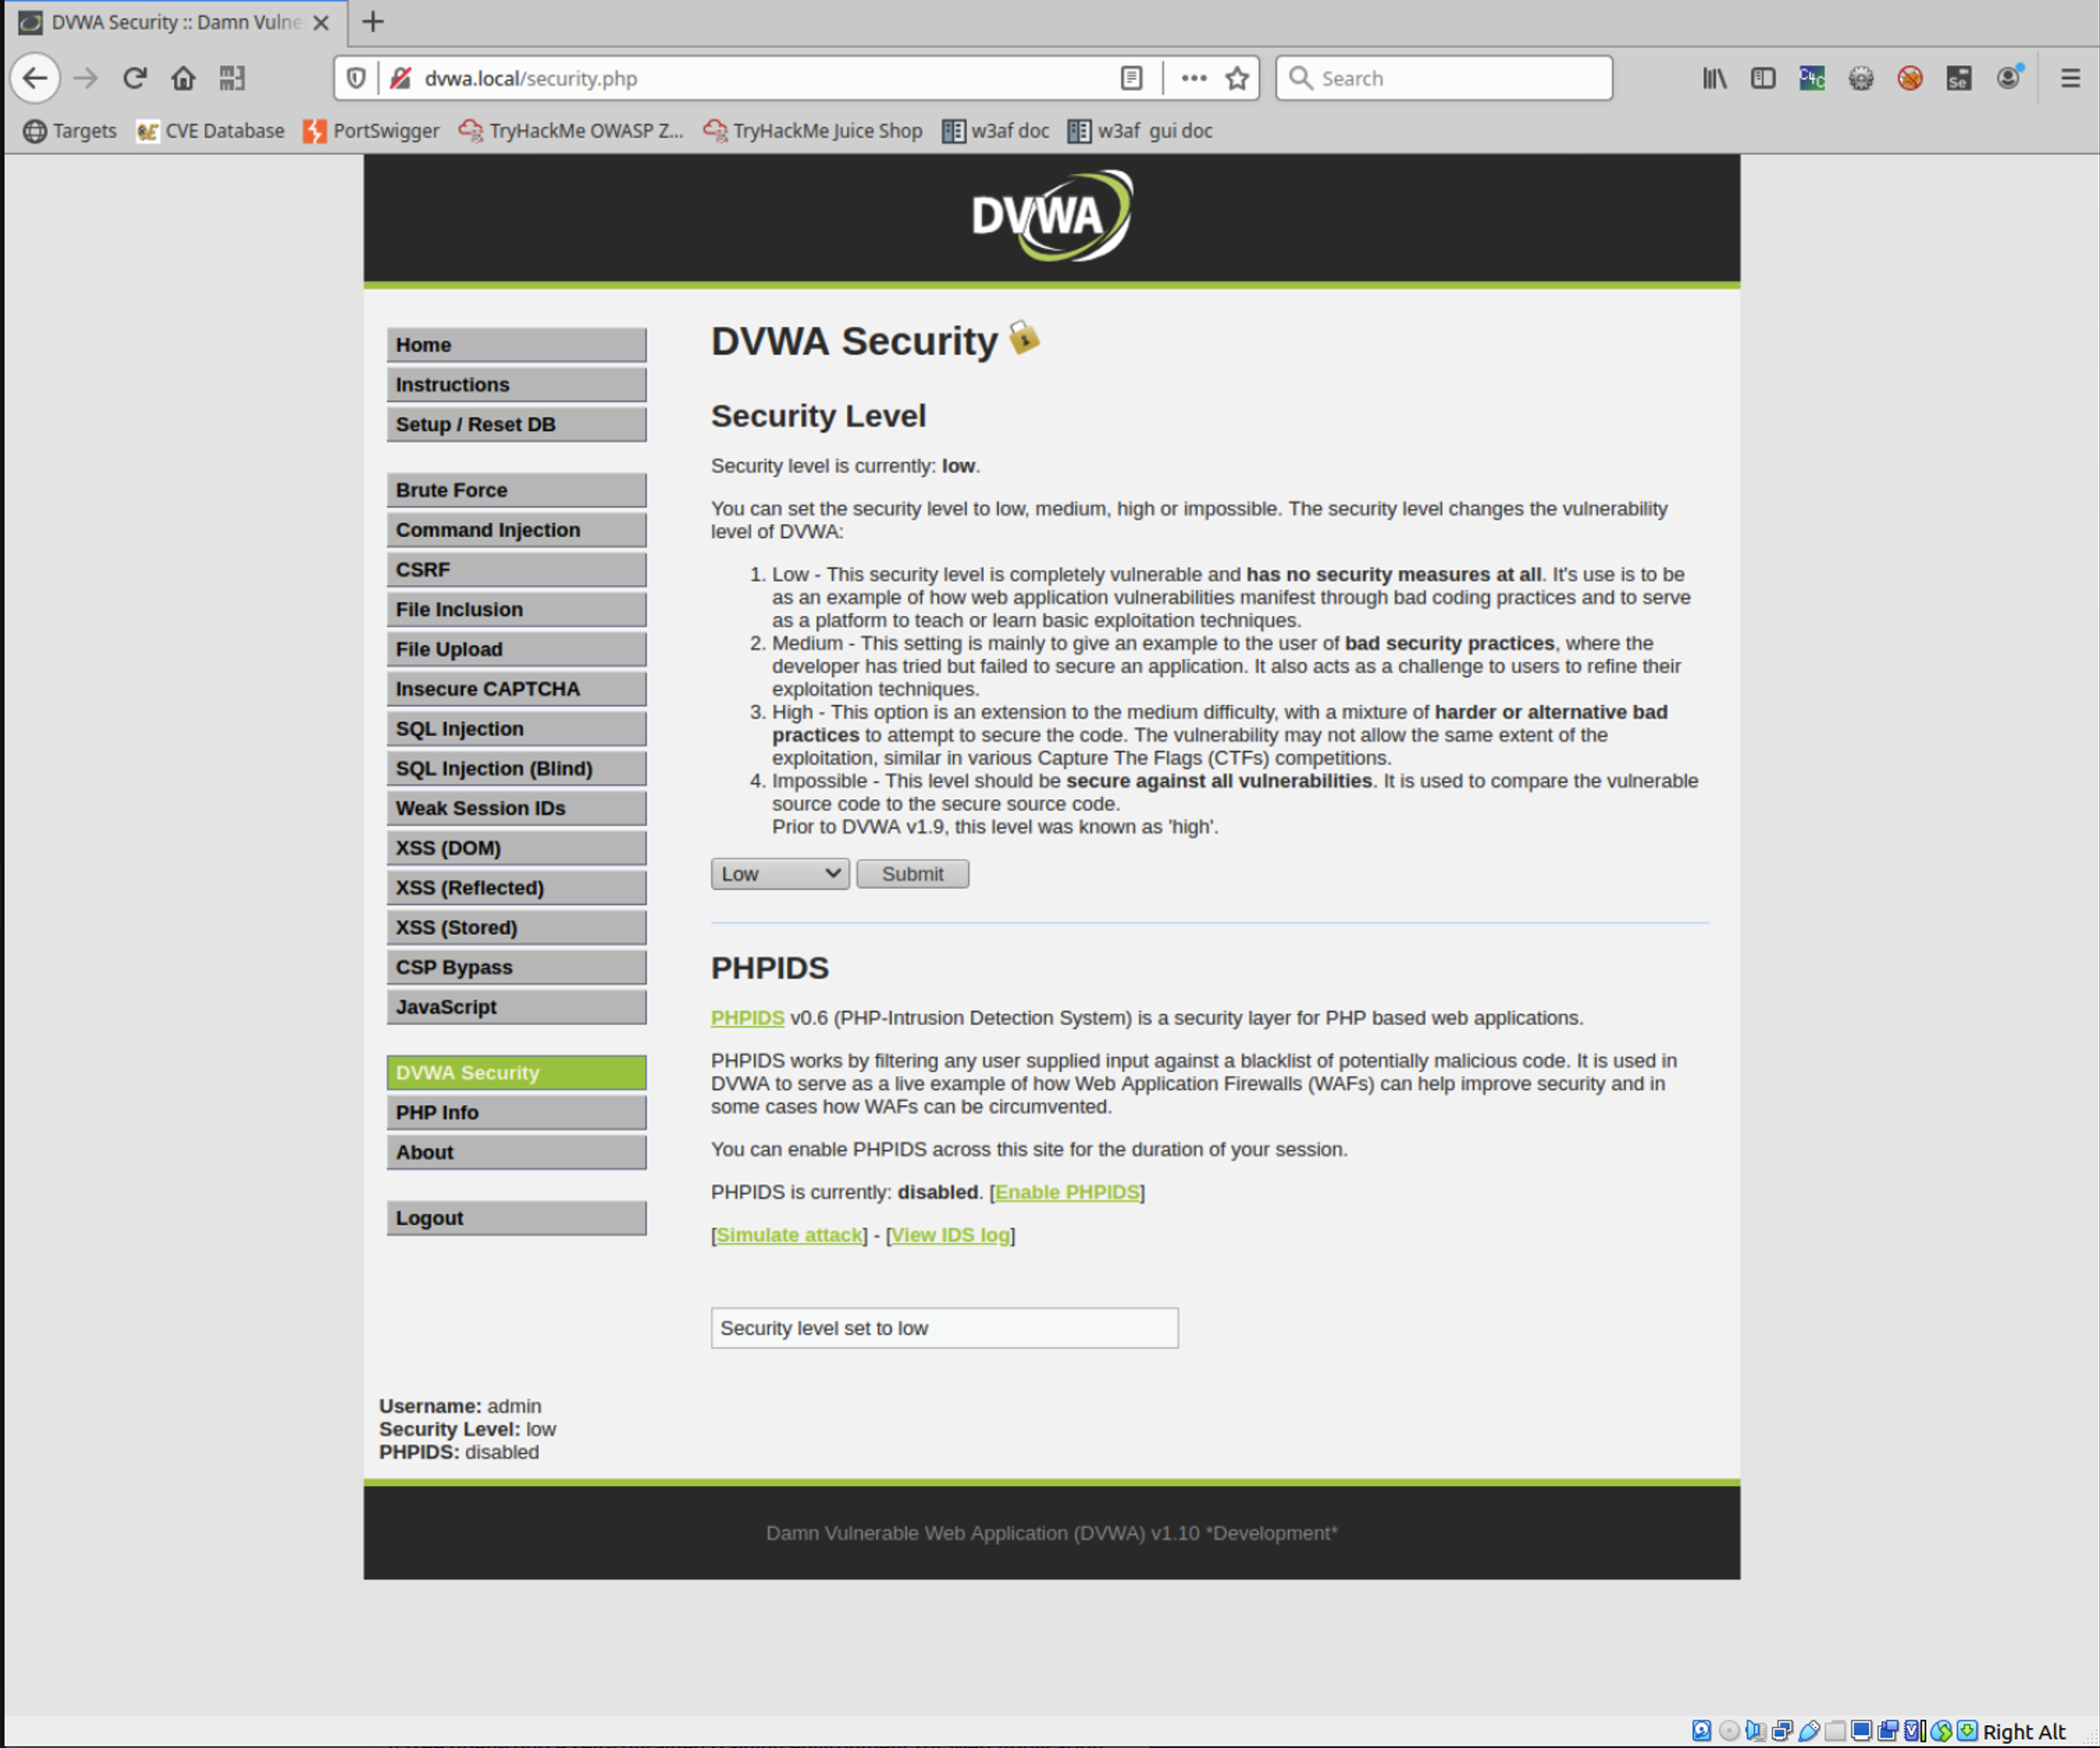 DVWA Security :: Damn Vulne
dvwa.local/security.php
Search
Targets
CVE Database
PortSwigger
TryHackMe OWASP Z...
TryHackMe Juice Shop
w3af doc
w3af gui doc
DVWA
Home
Instructions
Setup / Reset DB
Brute Force
Command Injection
CSRF
File Inclusion
File Upload
Insecure CAPTCHA
SQL Injection
SQL Injection (Blind)
Weak Session IDs
XSS (DOM)
XSS (Reflected)
XSS (Stored)
CSP Bypass
JavaScript
DVWA Security
PHP Info
About
Logout
DVWA Security
Security Level
Security level is currently: low.
You can set the security level to low, medium, high or impossible. The security level changes the vulnerability
level of DVWA:
1. Low - This security level is completely vulnerable and has no security measures at all. It's use is to be
as an example of how web application vulnerabilities manifest through bad coding practices and to serve
as a platform to teach or learn basic exploitation techniques.
2. Medium - This setting is mainly to give an example to the user of bad security practices, where the
developer has tried but failed to secure an application. It also acts as a challenge to users to refine their
exploitation techniques.
3. High - This option is an extension to the medium difficulty, with a mixture of harder or alternative bad
practices to attempt to secure the code. The vulnerability may not allow the same extent of the
exploitation, similar in various Capture The Flags (CTFs) competitions.
4. Impossible - This level should be secure against all vulnerabilities. It is used to compare the vulnerable
source code to the secure source code.
Prior to DVWA v1.9, this level was known as 'high'.
Low
Submit
PHPIDS
PHPIDS v0.6 (PHP-Intrusion Detection System) is a security layer for PHP based web applications.
PHPIDS works by filtering any user supplied input against a blacklist of potentially malicious code. It is used in
DVWA to serve as a live example of how Web Application Firewalls (WAFs) can help improve security and in
some cases how WAFs can be circumvented.
You can enable PHPIDS across this site for the duration of your session.
PHPIDS is currently: disabled. [Enable PHPIDS]
[Simulate attack] - [View IDS log]
Security level set to low
Username: admin
Security Level: low
PHPIDS: disabled
Damn Vulnerable Web Application (DVWA) v1.10 *Development*
Right Alt